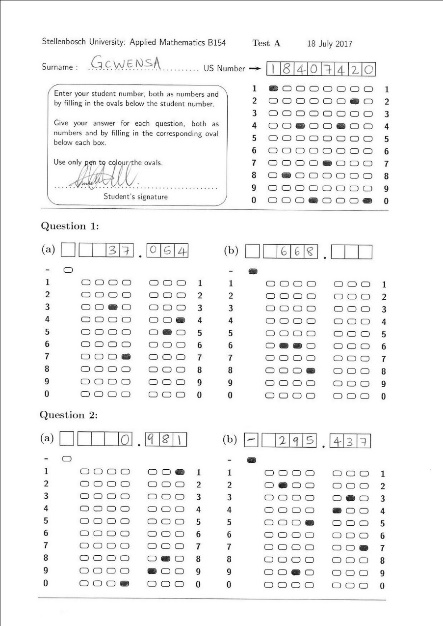 Stellenbosch University: Applied Mathematics B154 Test A 18 July 2017
Surname: GCWENSA US Number → 18407420
Enter your student number, both as numbers and
by filling in the ovals below the student number.
Give your answer for each question, both as
numbers and by filling in the corresponding oval
below each box.
Use only pen to colour the ovals.
Student's signature
1 1
2 2
3 3
4 4
5 5
6 6
7 7
8 8
9 9
0 0
Question 1:
(a) 37.054 (b) 668.
- -
1 1 1 1
2 2 2 2
3 3 3 3
4 4 4 4
5 5 5 5
6 6 6 6
7 7 7 7
8 8 8 8
9 9 9 9
0 0 0 0
Question 2:
(a) 0.981 (b) -295.437
- -
1 1 1 1
2 2 2 2
3 3 3 3
4 4 4 4
5 5 5 5
6 6 6 6
7 7 7 7
8 8 8 8
9 9 9 9
0 0 0 0